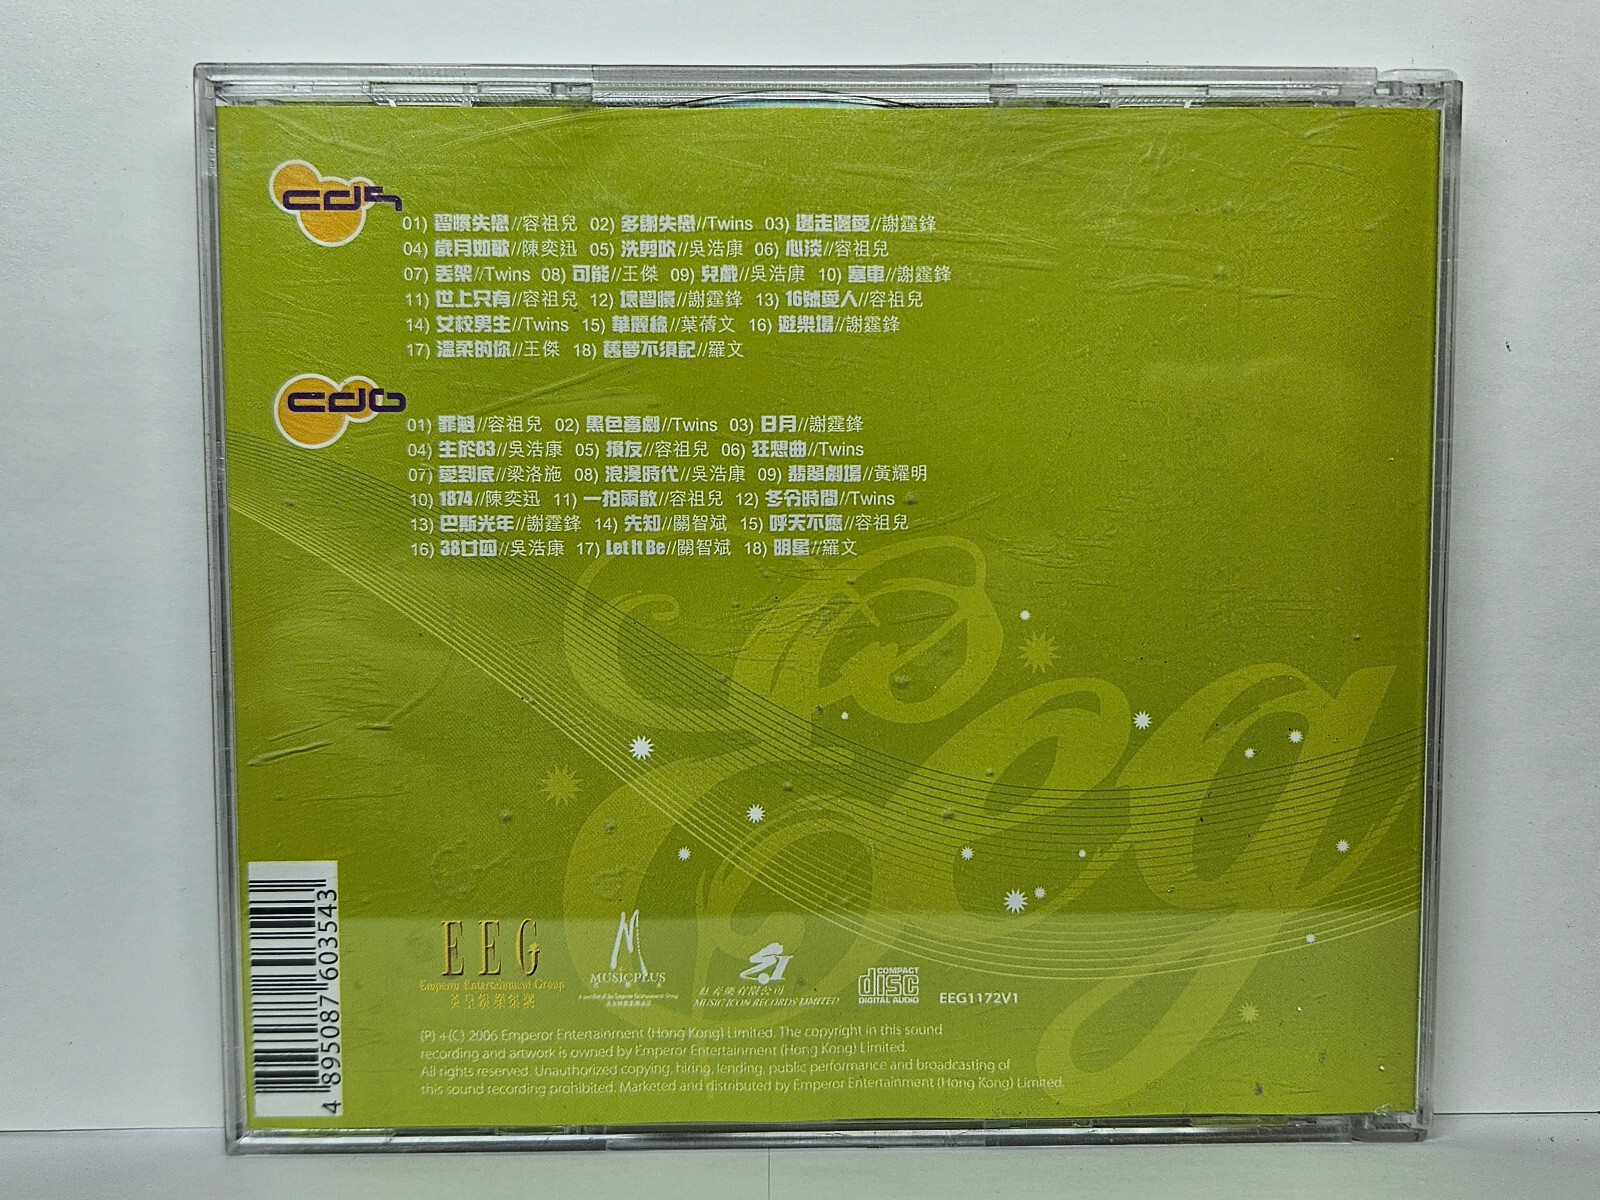 cd5
01) 習慣失戀//容祖兒 02) 多謝失戀//Twins 03) 邊走邊愛//謝霆鋒
04) 歲月如歌//陳奕迅 05) 洗剪吹//吳浩康 06) 心淡//容祖兒
07) 丟架//Twins 08) 可能//王傑 09) 兒戲//吳浩康 10) 塞車//謝霆鋒
11) 世上只有//容祖兒 12) 壞習慣//謝霆鋒 13) 16號愛人//容祖兒
14) 女校男生//Twins 15) 華麗緣//葉蒨文 16) 遊樂場//謝霆鋒
17) 溫柔的你//王傑 18) 舊夢不須記//羅文
cd6
01) 罪魁//容祖兒 02) 黑色喜劇//Twins 03) 日月//謝霆鋒
04) 生於83//吳浩康 05) 損友//容祖兒 06) 狂想曲//Twins
07) 愛到底//梁洛施 08) 浪漫時代//吳浩康 09) 翡翠劇場//黃耀明
10) 1874//陳奕迅 11) 一拍兩散//容祖兒 12) 冬令時間//Twins
13) 巴斯光年//謝霆鋒 14) 先知//關智斌 15) 呼天不應//容祖兒
16) 38廿四//吳浩康 17) Let It Be//關智斌 18) 明星//羅文
eeg
EEG
Emperor Entertainment Group
英皇娛樂集團
MUSICPLUS
A member of the Emperor Entertainment Group
MUSIC ICON RECORDS LIMITED
COMPACT
disc
DIGITAL AUDIO
EEG1172V1
(P) +(C) 2006 Emperor Entertainment (Hong Kong) Limited. The copyright in this sound
recording and artwork is owned by Emperor Entertainment (Hong Kong) Limited.
All rights reserved. Unauthorized copying, hiring, lending, public performance and broadcasting of
this sound recording prohibited. Marketed and distributed by Emperor Entertainment (Hong Kong) Limited.
4 895087 603543